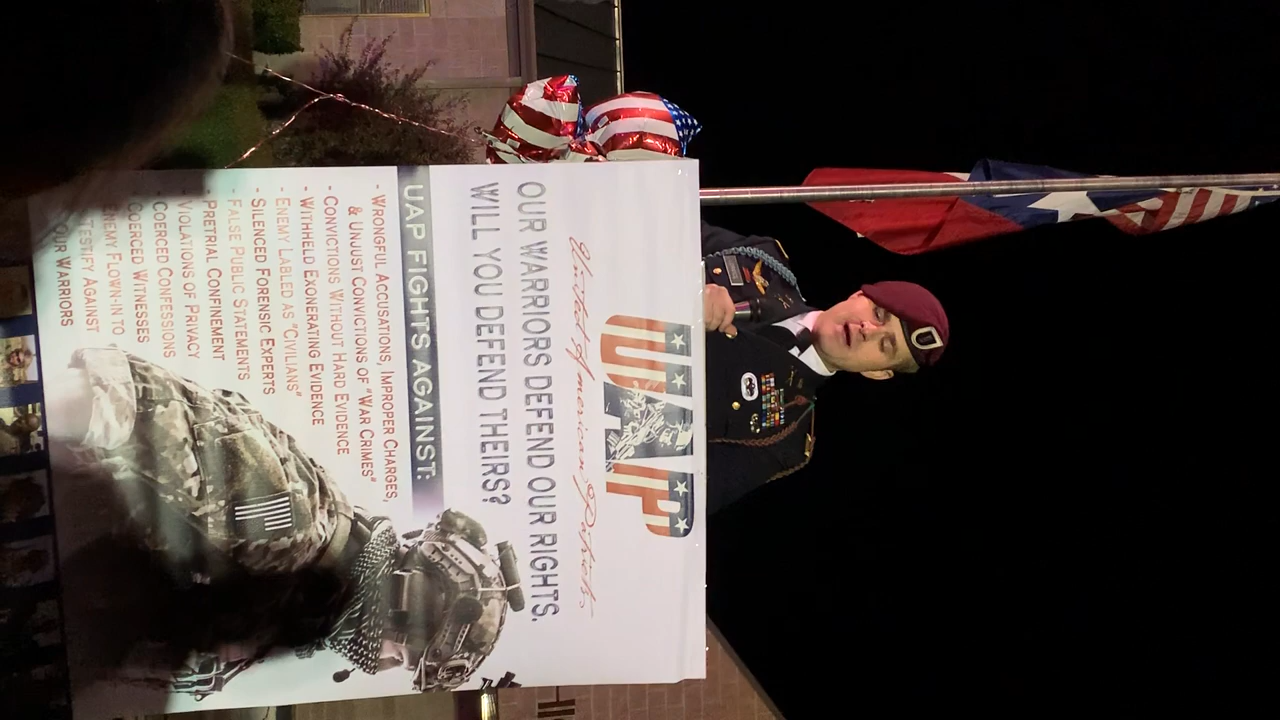 UAP
United American Patriots
OUR WARRIORS DEFEND OUR RIGHTS.
WILL YOU DEFEND THEIRS?
UAP FIGHTS AGAINST:
- WRONGFUL ACCUSATIONS, IMPROPER CHARGES,
& UNJUST CONVICTIONS OF "WAR CRIMES"
- CONVICTIONS WITHOUT HARD EVIDENCE
- WITHHELD EXONERATING EVIDENCE
- ENEMY LABLED AS "CIVILIANS"
- SILENCED FORENSIC EXPERTS
- FALSE PUBLIC STATEMENTS
- PRETRIAL CONFINEMENT
- VIOLATIONS OF PRIVACY
- COERCED CONFESSIONS
- COERCED WITNESSES
- ENEMY FLOWN-IN TO
TESTIFY AGAINST
OUR WARRIORS